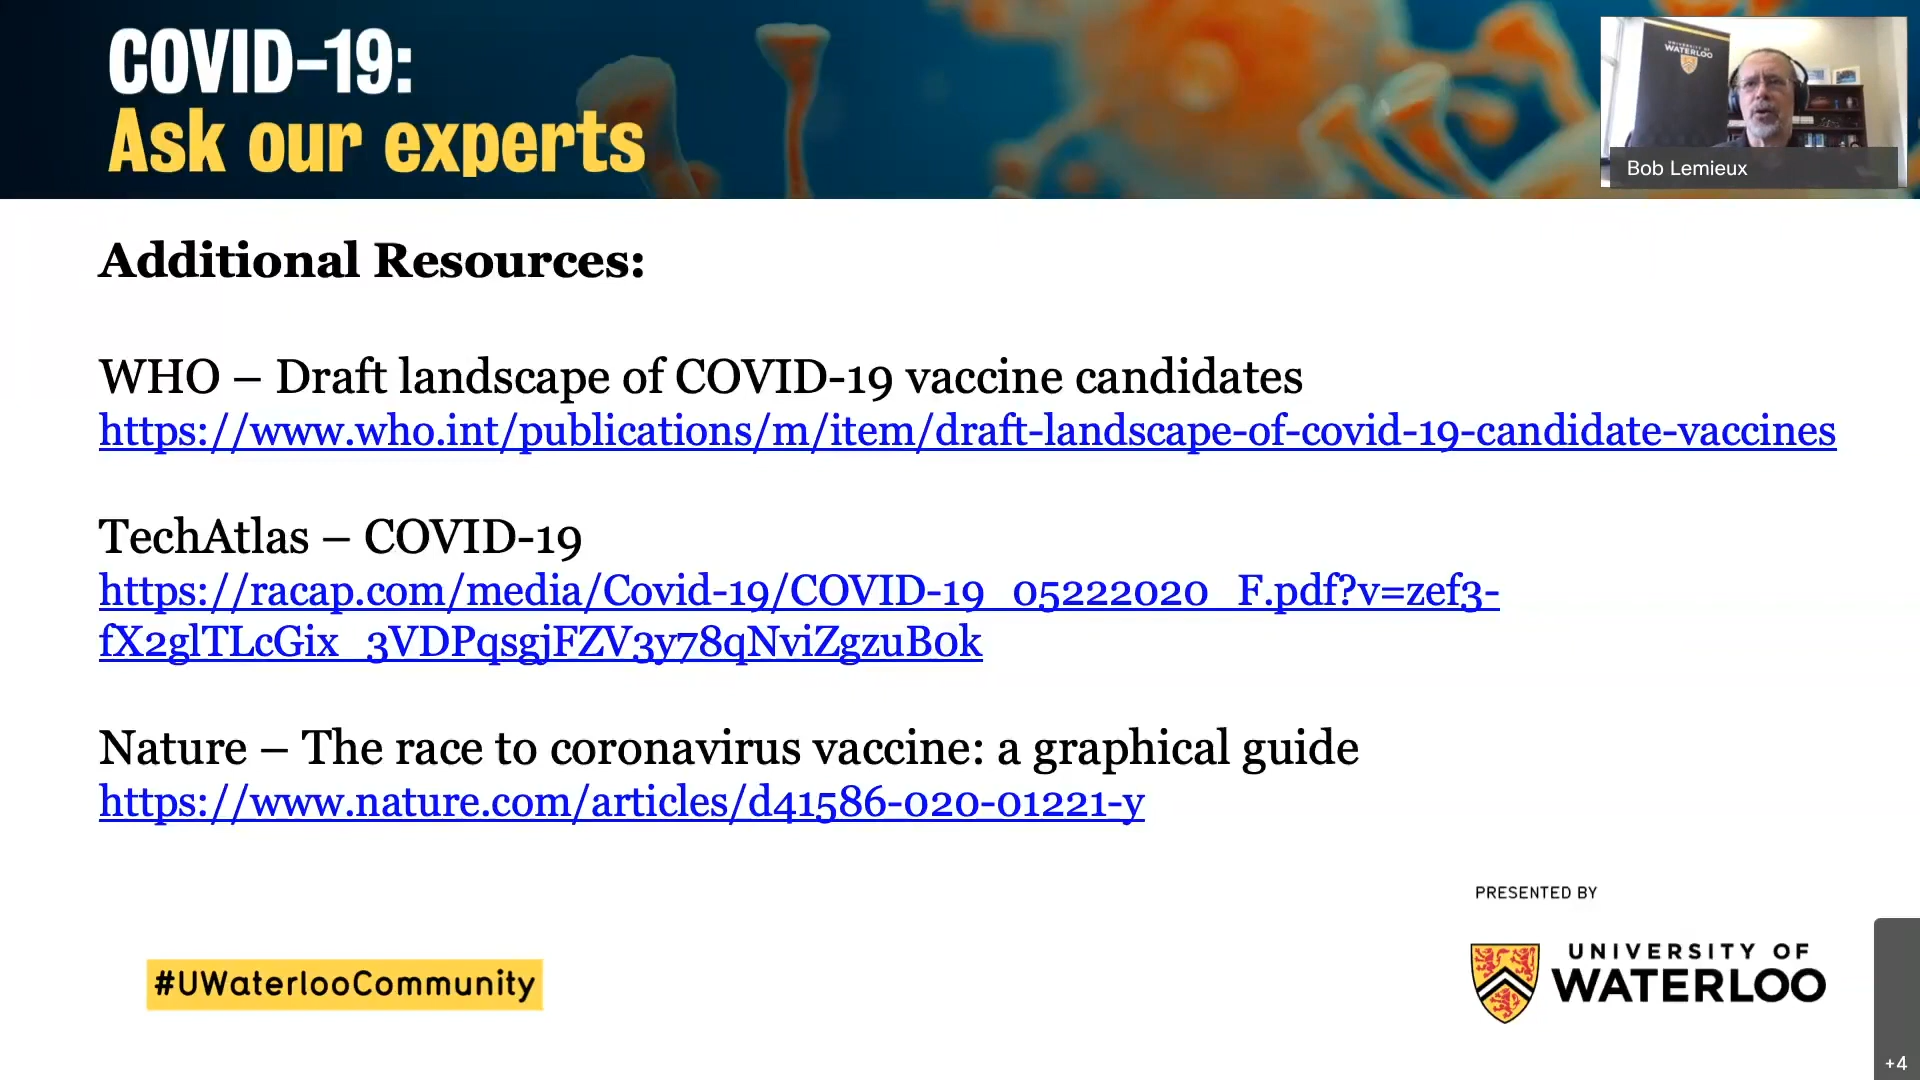 COVID-19:
Ask our experts
UNIVERSITY OF
WATERLOO
Bob Lemieux
Additional Resources:
WHO – Draft landscape of COVID-19 vaccine candidates
https://www.who.int/publications/m/item/draft-landscape-of-covid-19-candidate-vaccines
TechAtlas – COVID-19
https://racap.com/media/Covid-19/COVID-19_05222020_F.pdf?v=zef3-
fX2glTLcGix_3VDPqsgjFZV3y78qNviZgzuB0k
Nature – The race to coronavirus vaccine: a graphical guide
https://www.nature.com/articles/d41586-020-01221-y
PRESENTED BY
#UWaterlooCommunity
UNIVERSITY OF
WATERLOO
+4